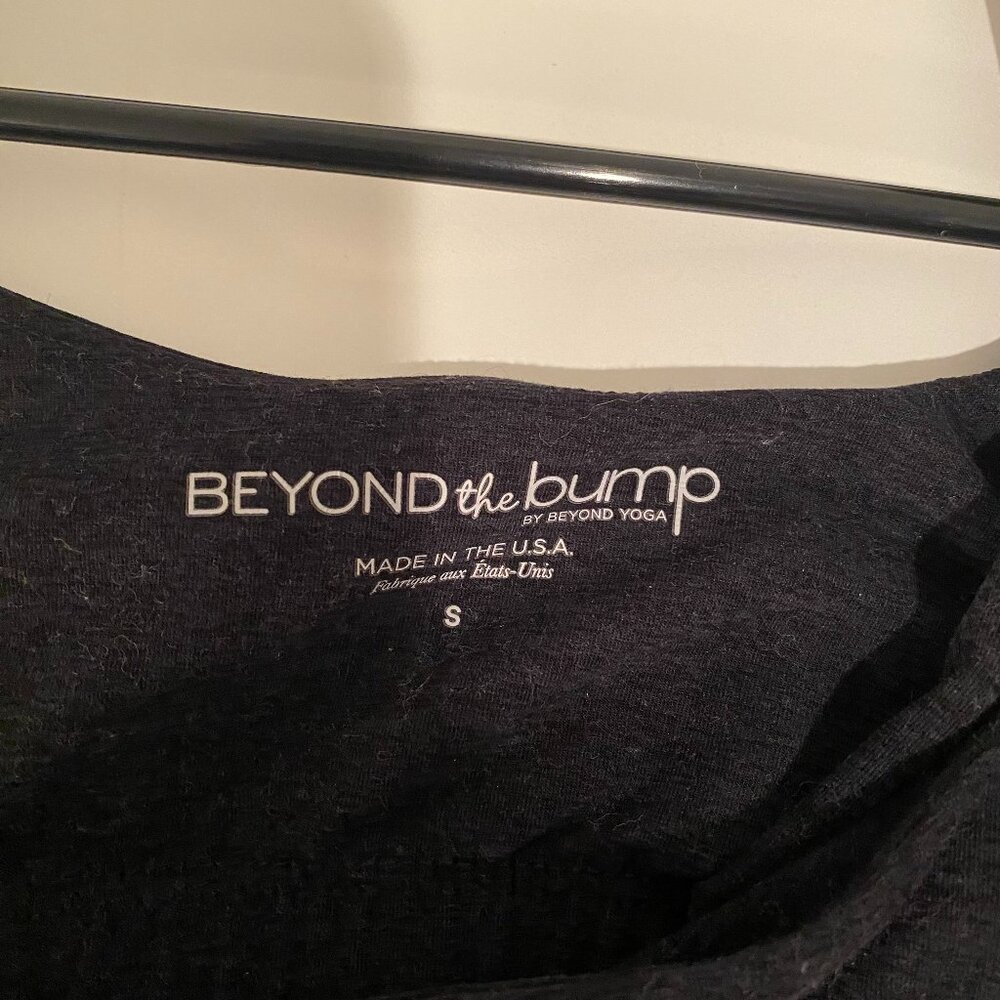 BEYOND the bump
BY BEYOND YOGA
MADE IN THE U.S.A.
Fabrique aux États-Unis
S